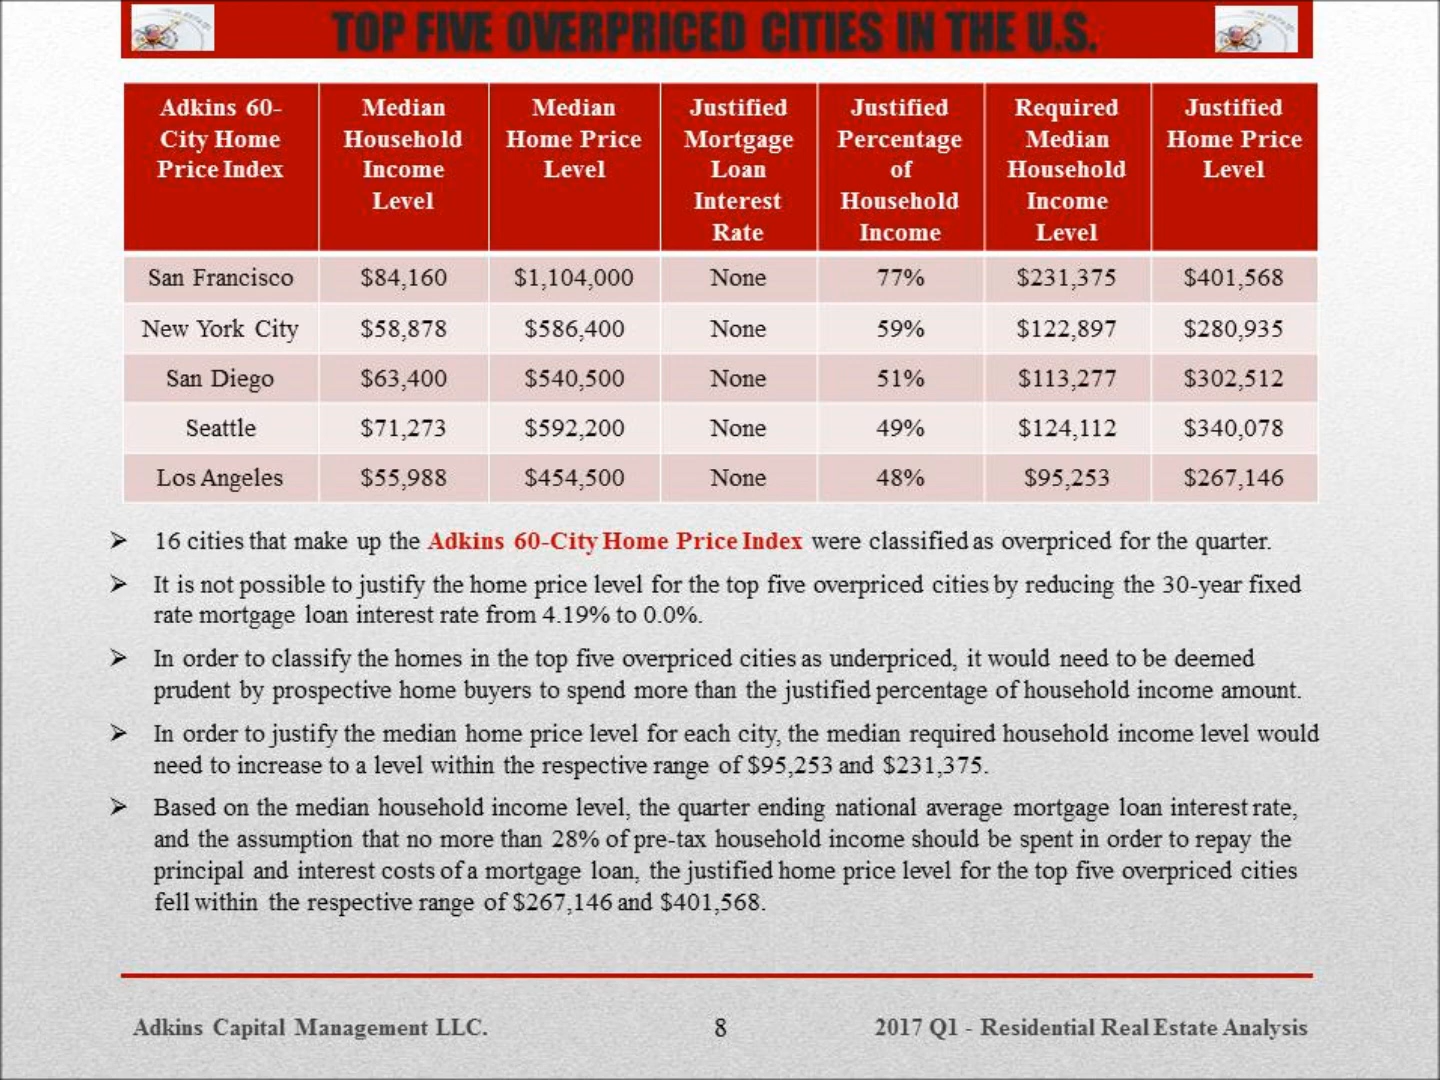 TOP FIVE OVERPRICED CITIES IN THE U.S.
Adkins 60-
City Home
Price Index
Median
Household
Income
Level
Median
Home Price
Level
Justified
Mortgage
Loan
Interest
Rate
Justified
Percentage
of
Household
Income
Required
Median
Household
Income
Level
Justified
Home Price
Level
San Francisco $84,160 $1,104,000 None 77% $231,375 $401,568
New York City $58,878 $586,400 None 59% $122,897 $280,935
San Diego $63,400 $540,500 None 51% $113,277 $302,512
Seattle $71,273 $592,200 None 49% $124,112 $340,078
Los Angeles $55,988 $454,500 None 48% $95,253 $267,146
➢ 16 cities that make up the Adkins 60-City Home Price Index were classified as overpriced for the quarter.
➢ It is not possible to justify the home price level for the top five overpriced cities by reducing the 30-year fixed
rate mortgage loan interest rate from 4.19% to 0.0%.
➢ In order to classify the homes in the top five overpriced cities as underpriced, it would need to be deemed
prudent by prospective home buyers to spend more than the justified percentage of household income amount.
➢ In order to justify the median home price level for each city, the median required household income level would
need to increase to a level within the respective range of $95,253 and $231,375.
➢ Based on the median household income level, the quarter ending national average mortgage loan interest rate,
and the assumption that no more than 28% of pre-tax household income should be spent in order to repay the
principal and interest costs of a mortgage loan, the justified home price level for the top five overpriced cities
fell within the respective range of $267,146 and $401,568.
Adkins Capital Management LLC. 8 2017 Q1 - Residential Real Estate Analysis